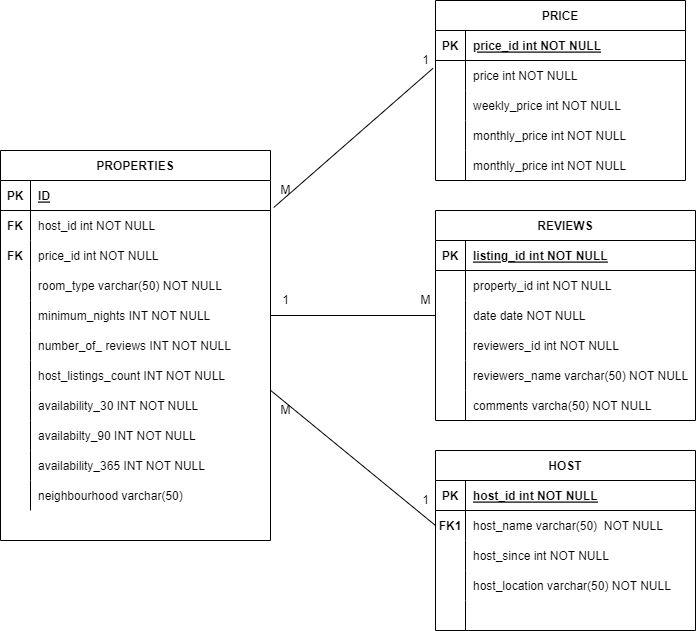 PRICE
PK price_id int NOT NULL
price int NOT NULL
weekly_price int NOT NULL
monthly_price int NOT NULL
monthly_price int NOT NULL
1
M
PROPERTIES
PK ID
FK host_id int NOT NULL
FK price_id int NOT NULL
room_type varchar(50) NOT NULL
minimum_nights INT NOT NULL
number_of_ reviews INT NOT NULL
host_listings_count INT NOT NULL
availability_30 INT NOT NULL
availabilty_90 INT NOT NULL
availability_365 INT NOT NULL
neighbourhood varchar(50)
1
M
REVIEWS
PK listing_id int NOT NULL
property_id int NOT NULL
date date NOT NULL
reviewers_id int NOT NULL
reviewers_name varchar(50) NOT NULL
comments varcha(50) NOT NULL
M
1
HOST
PK host_id int NOT NULL
FK1 host_name varchar(50) NOT NULL
host_since int NOT NULL
host_location varchar(50) NOT NULL